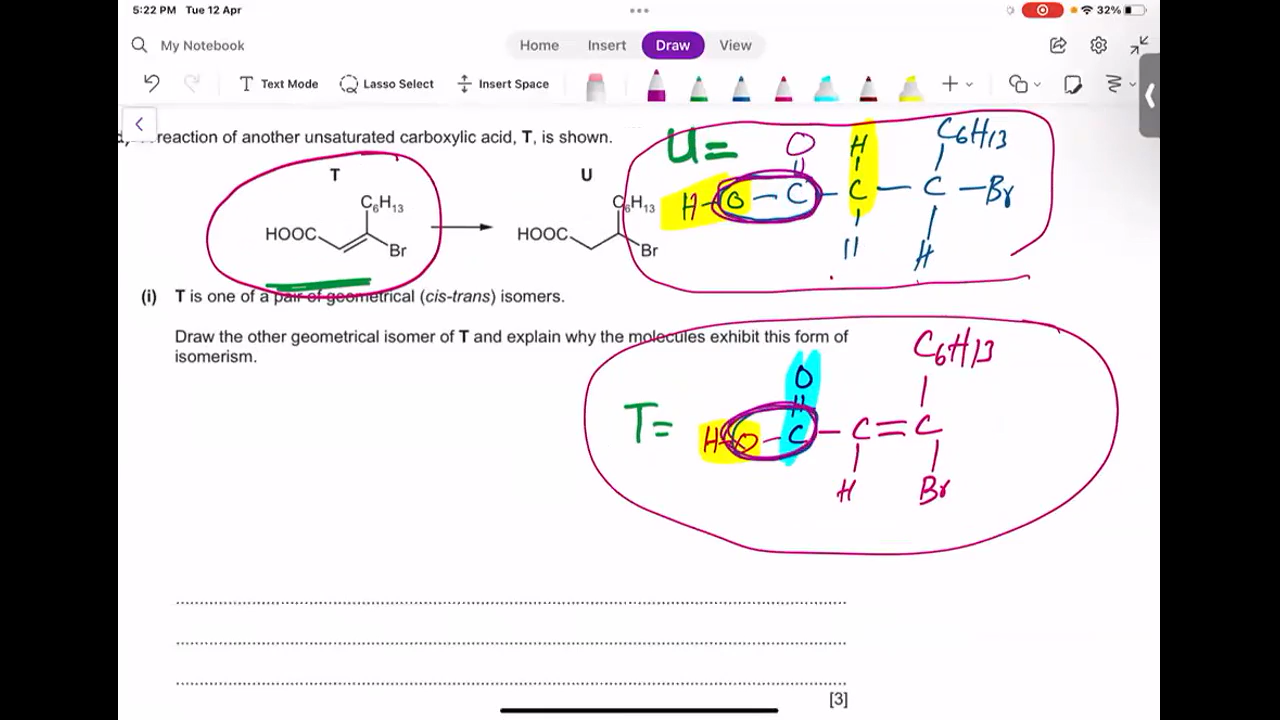 5:22 PM Tue 12 Apr
32%
My Notebook
Home Insert Draw View
T Text Mode Lasso Select Insert Space
reaction of another unsaturated carboxylic acid, T, is shown.
T
C6H13
HOOC
Br
U
C6H13
HOOC
Br
U=
O
H
C6H13
H-O-C-C-C-Br
H
H
(i) T is one of a pair of geometrical (cis-trans) isomers.
Draw the other geometrical isomer of T and explain why the molecules exhibit this form of
isomerism.
C6H13
O
T=
H-O-C-C=C
H
Br
[3]